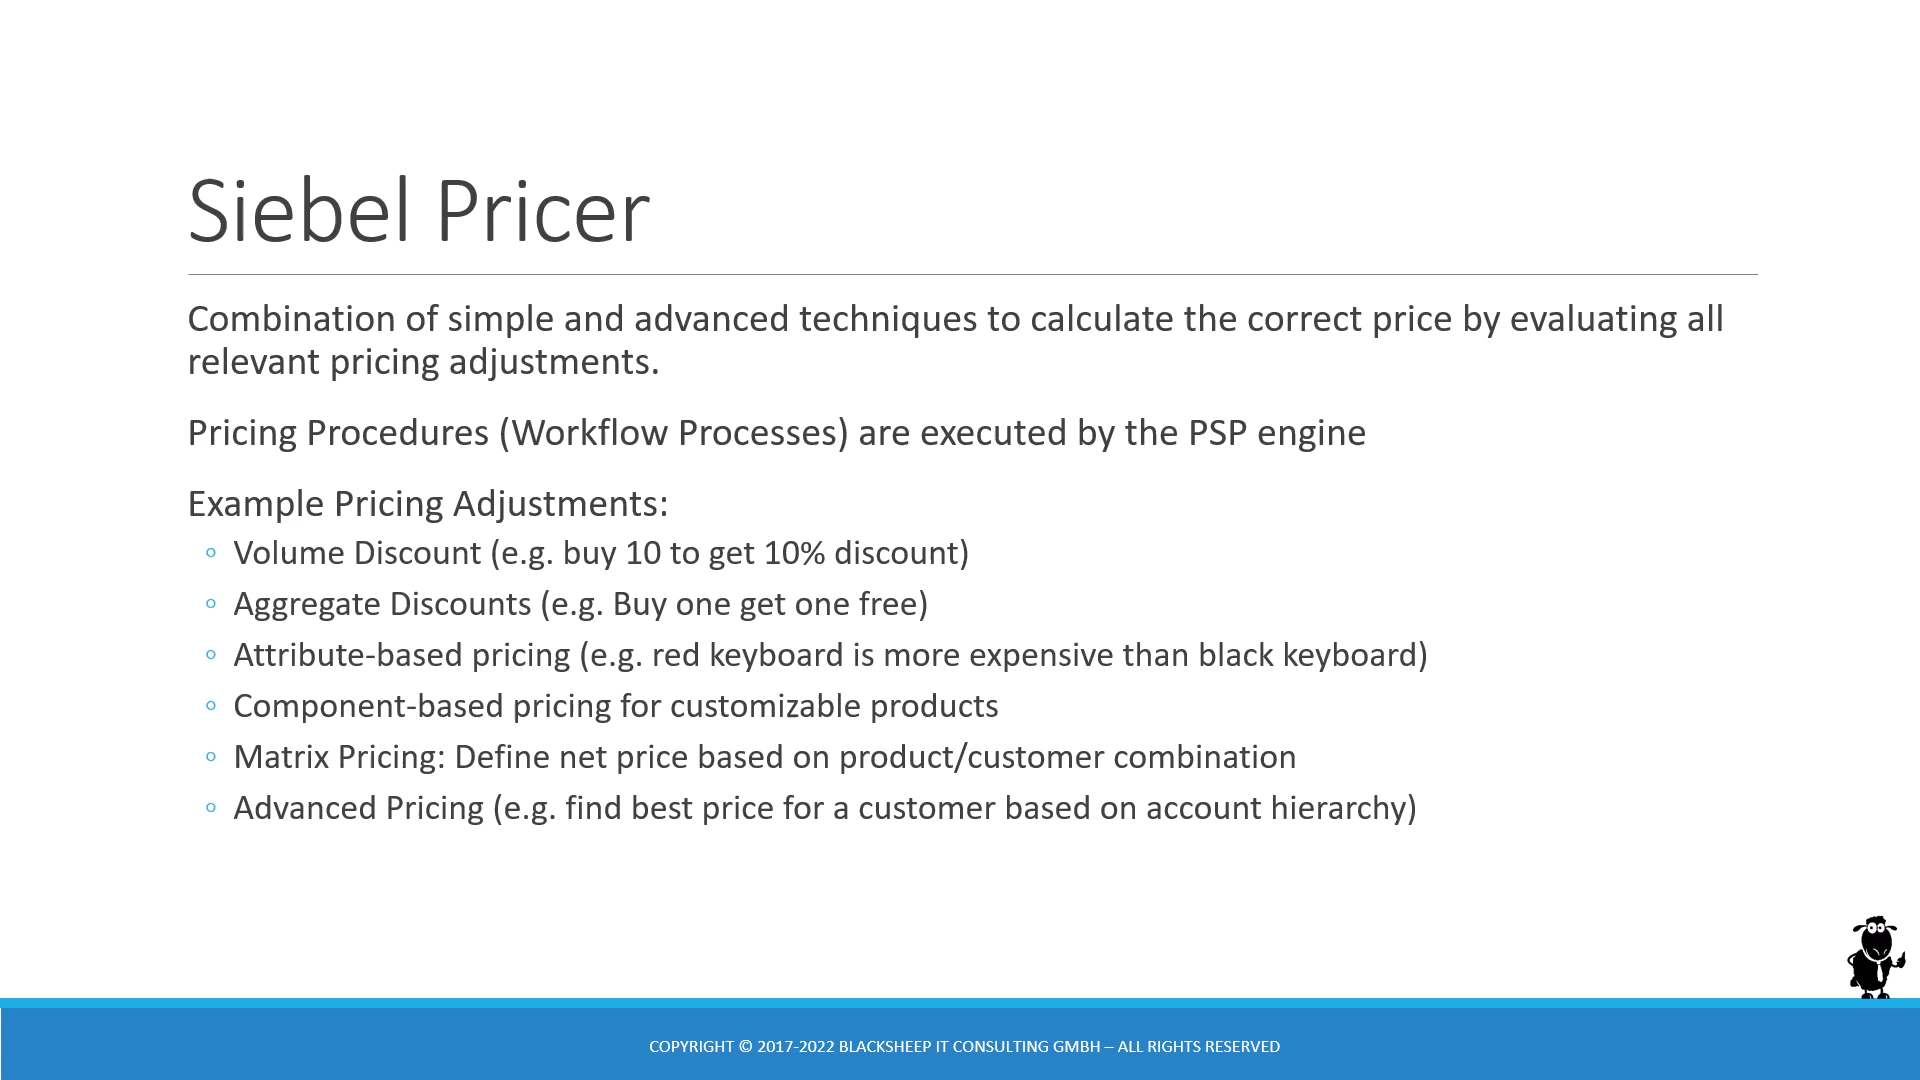 Siebel Pricer
Combination of simple and advanced techniques to calculate the correct price by evaluating all
relevant pricing adjustments.
Pricing Procedures (Workflow Processes) are executed by the PSP engine
Example Pricing Adjustments:
◦ Volume Discount (e.g. buy 10 to get 10% discount)
◦ Aggregate Discounts (e.g. Buy one get one free)
◦ Attribute-based pricing (e.g. red keyboard is more expensive than black keyboard)
◦ Component-based pricing for customizable products
◦ Matrix Pricing: Define net price based on product/customer combination
◦ Advanced Pricing (e.g. find best price for a customer based on account hierarchy)
COPYRIGHT © 2017-2022 BLACKSHEEP IT CONSULTING GMBH – ALL RIGHTS RESERVED